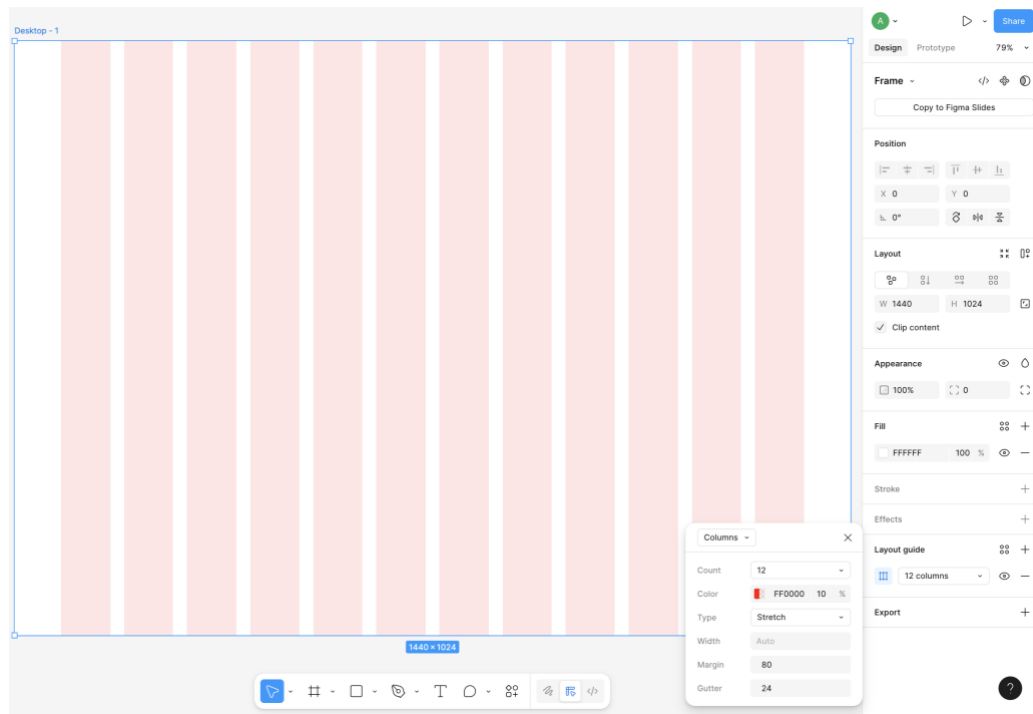 Desktop - 1
A
Share
Design Prototype 79%
Frame
Copy to Figma Slides
Position
X 0 Y 0
0°
Layout
W 1440 H 1024
Clip content
Appearance
100% 0
Fill
FFFFFF 100 %
Stroke
Effects
Layout guide
12 columns
Export
Columns
Count 12
Color FF0000 10 %
Type Stretch
Width Auto
Margin 80
Gutter 24
1440 × 1024
?